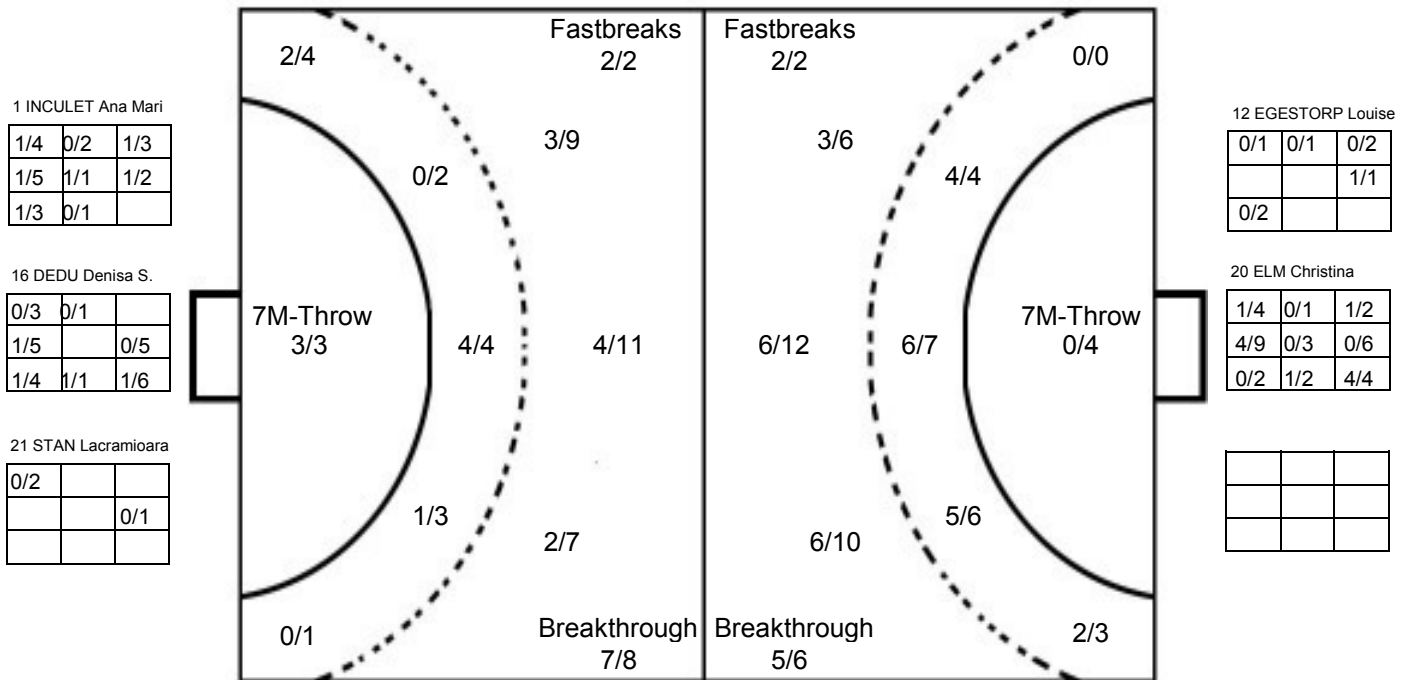 1 INCULET Ana Mari
1/4 0/2 1/3
1/5 1/1 1/2
1/3 0/1
16 DEDU Denisa S.
0/3 0/1
1/5 0/5
1/4 1/1 1/6
21 STAN Lacramioara
0/2
0/1
2/4
Fastbreaks
2/2
3/9
0/2
7M-Throw
3/3
4/4
4/11
1/3
2/7
0/1
Breakthrough
7/8
Fastbreaks
2/2
0/0
3/6
4/4
6/12
6/7
7M-Throw
0/4
5/6
6/10
Breakthrough
5/6
2/3
12 EGESTORP Louise
0/1 0/1 0/2
1/1
0/2
20 ELM Christina
1/4 0/1 1/2
4/9 0/3 0/6
0/2 1/2 4/4